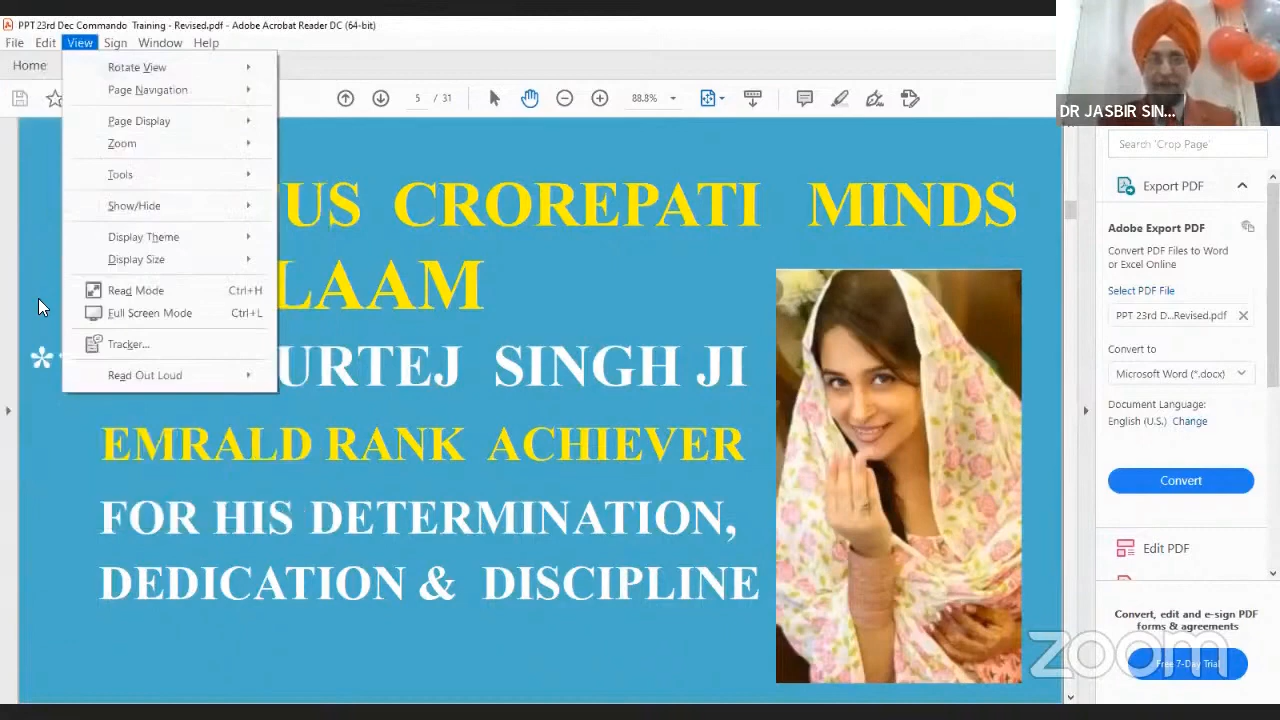 PPT 23rd Dec Commando Training - Revised.pdf - Adobe Acrobat Reader DC (64-bit)
File Edit View Sign Window Help
Home
5 / 31 88.8%
Rotate View
Page Navigation
Page Display
Zoom
Tools
Show/Hide
Display Theme
Display Size
Read Mode Ctrl+H
Full Screen Mode Ctrl+L
Tracker...
Read Out Loud
US CROREPATI MINDS
LAAM
URTEJ SINGH JI
EMRALD RANK ACHIEVER
FOR HIS DETERMINATION,
DEDICATION & DISCIPLINE
DR JASBIR SIN...
Search 'Crop Page'
Export PDF
Adobe Export PDF
Convert PDF Files to Word
or Excel Online
Select PDF File
PPT 23rd D...Revised.pdf
Convert to
Microsoft Word (*.docx)
Document Language:
English (U.S.) Change
Convert
Edit PDF
Convert, edit and e-sign PDF
forms & agreements
Free 7-Day Trial
zoom